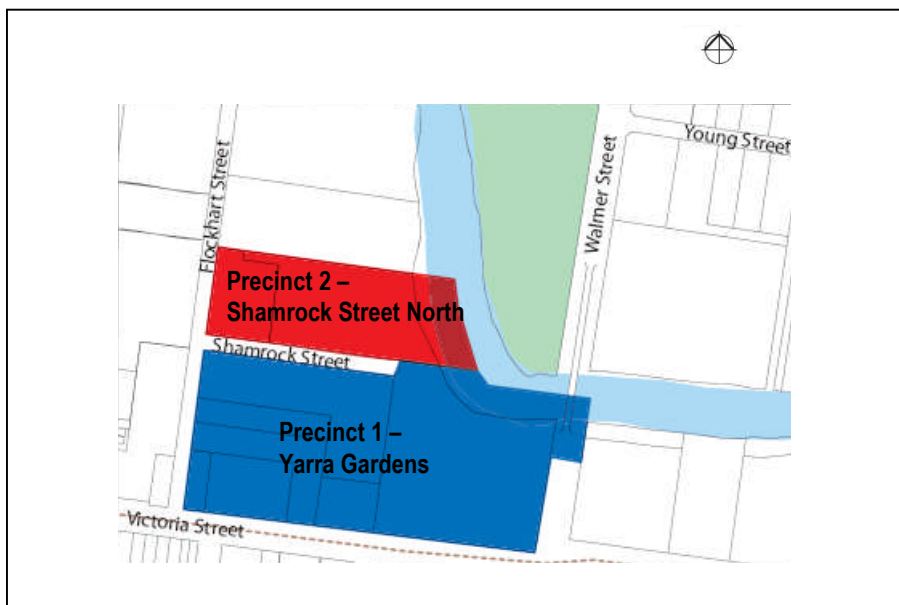 Young Street
Walmer Street
Flockhart Street
Precinct 2 –
Shamrock Street North
Shamrock Street
Precinct 1 –
Yarra Gardens
Victoria Street